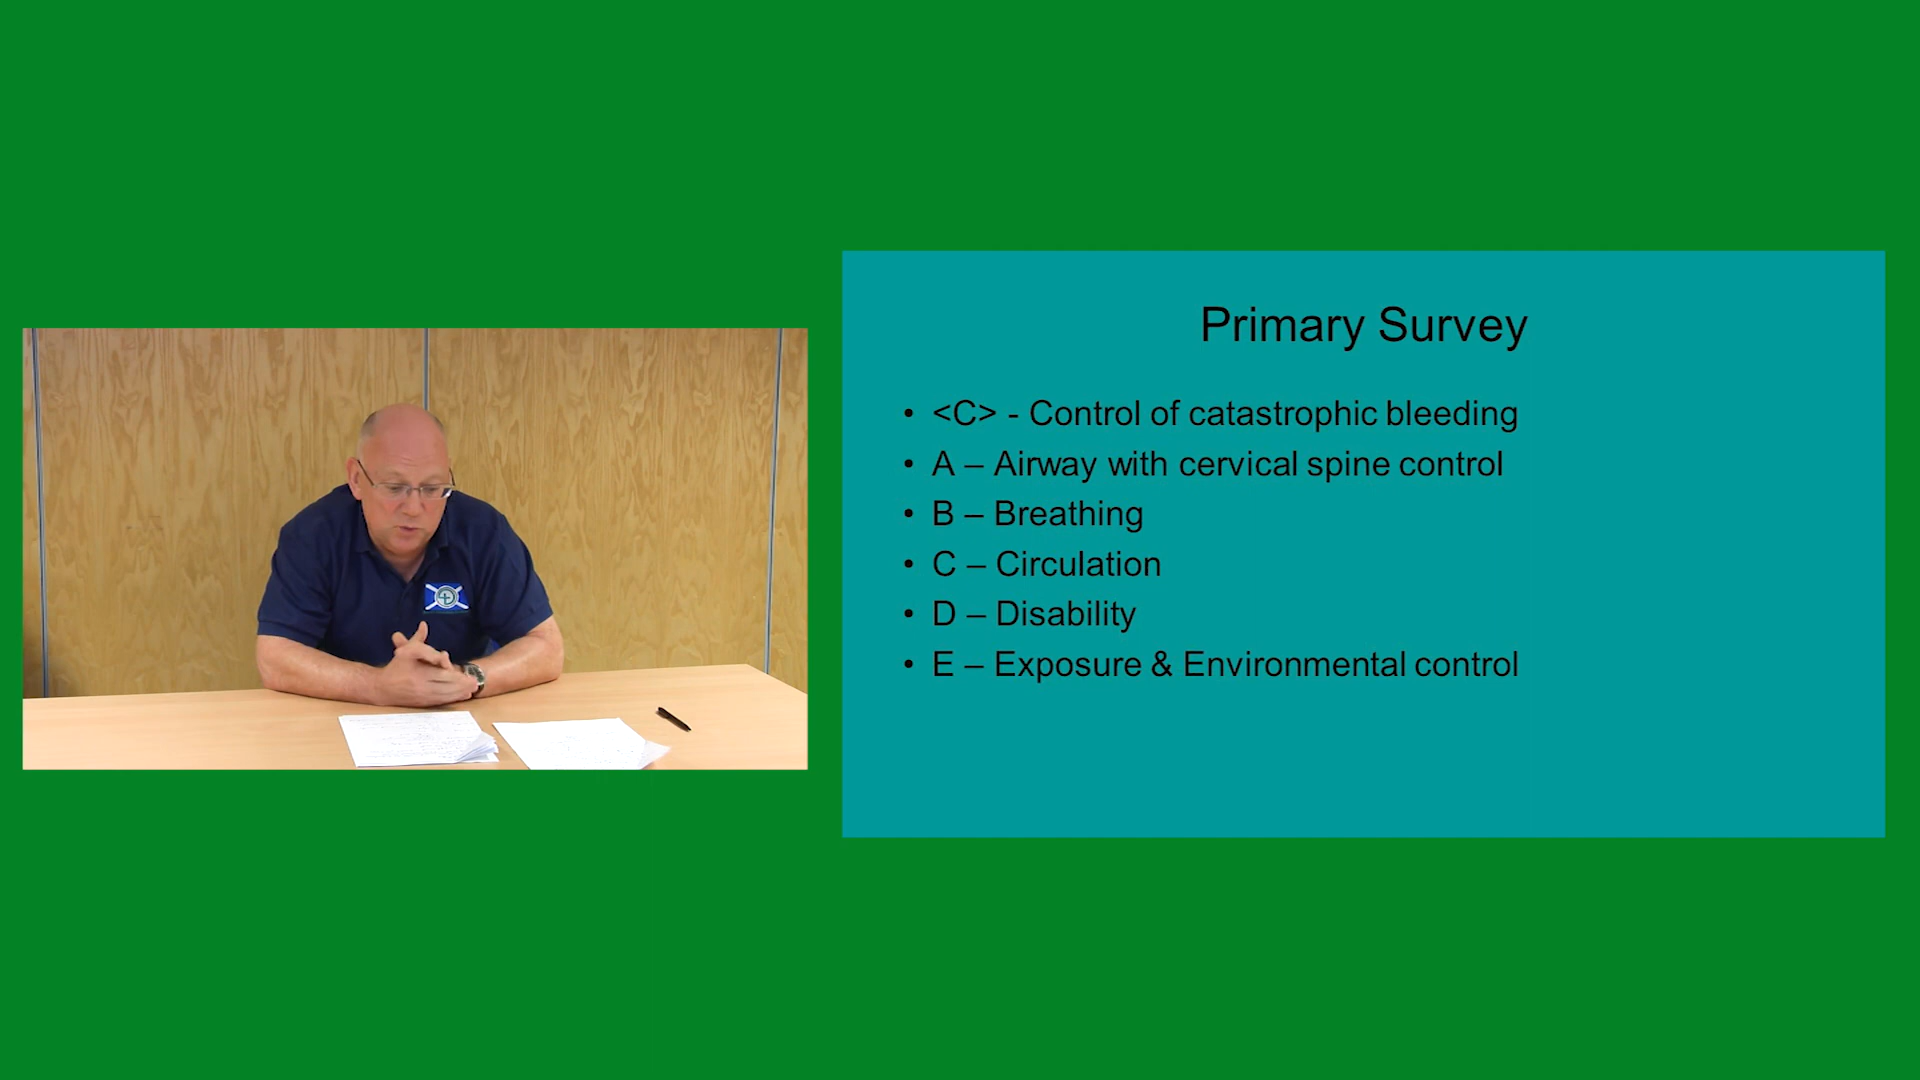 Primary Survey
• <C> - Control of catastrophic bleeding
• A – Airway with cervical spine control
• B – Breathing
• C – Circulation
• D – Disability
• E – Exposure & Environmental control